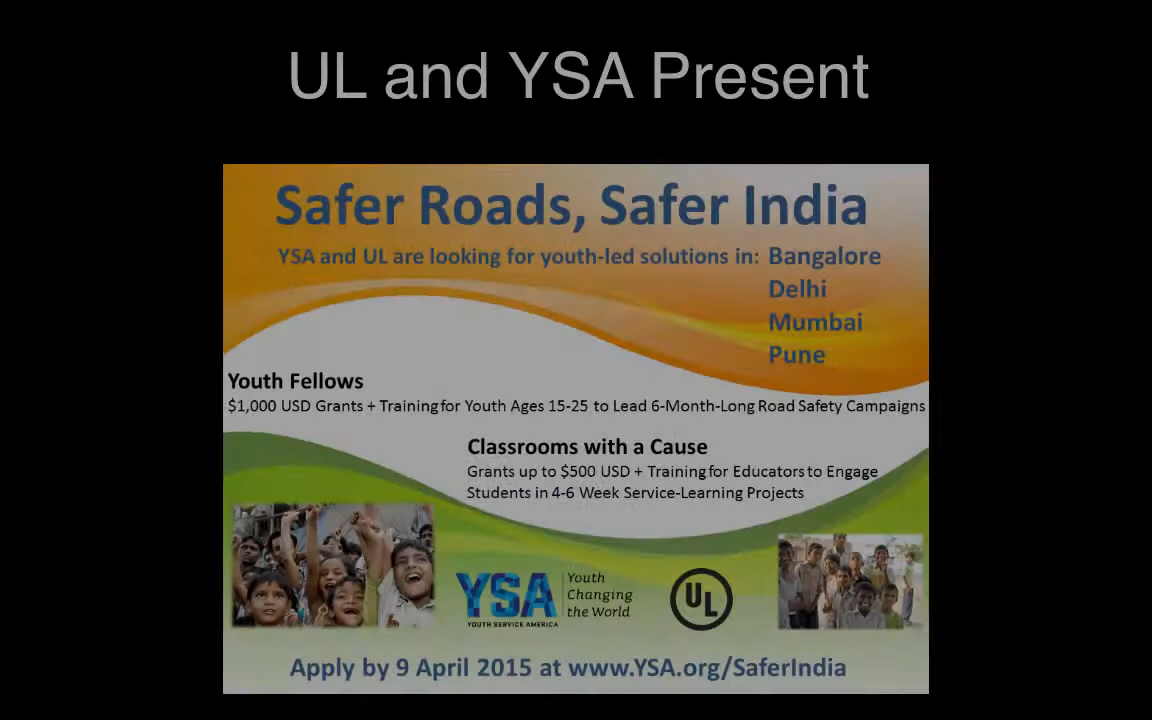 UL and YSA Present
Safer Roads, Safer India
YSA and UL are looking for youth-led solutions in: Bangalore
Delhi
Mumbai
Pune
Youth Fellows
$1,000 USD Grants + Training for Youth Ages 15-25 to Lead 6-Month-Long Road Safety Campaigns
Classrooms with a Cause
Grants up to $500 USD + Training for Educators to Engage
Students in 4-6 Week Service-Learning Projects
YSA
YOUTH SERVICE AMERICA
Youth
Changing
the World
UL
Apply by 9 April 2015 at www.YSA.org/SaferIndia